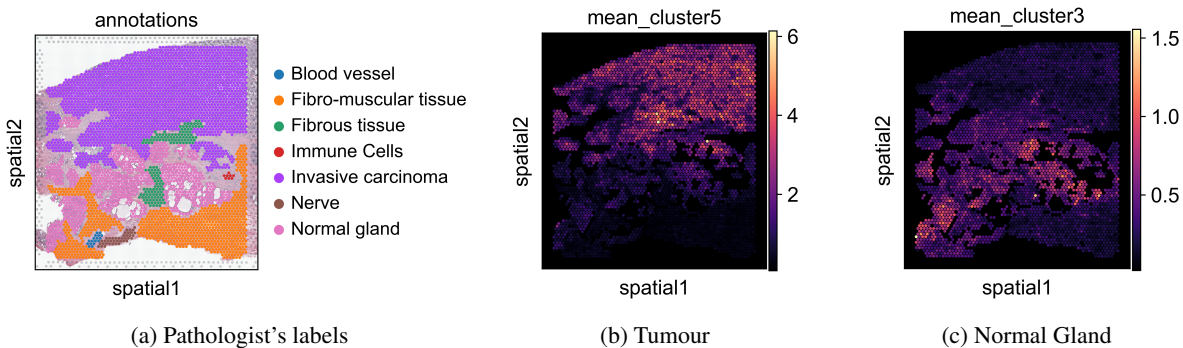 annotations
spatial2
spatial1
Blood vessel
Fibro-muscular tissue
Fibrous tissue
Immune Cells
Invasive carcinoma
Nerve
Normal gland
(a) Pathologist's labels
mean_cluster5
spatial2
spatial1
6
4
2
(b) Tumour
mean_cluster3
spatial2
spatial1
1.5
1.0
0.5
(c) Normal Gland